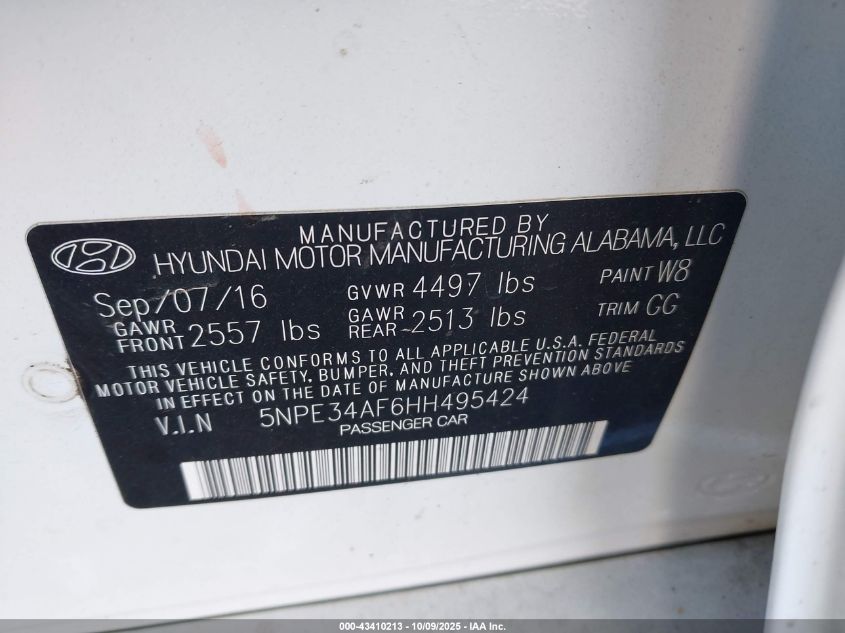 MANUFACTURED BY
HYUNDAI MOTOR MANUFACTURING ALABAMA, LLC
Sep/07/16 GVWR 4497 lbs PAINT W8
GAWR FRONT 2557 lbs GAWR REAR 2513 lbs TRIM GG
THIS VEHICLE CONFORMS TO ALL APPLICABLE U.S.A. FEDERAL
MOTOR VEHICLE SAFETY, BUMPER, AND THEFT PREVENTION STANDARDS
IN EFFECT ON THE DATE OF MANUFACTURE SHOWN ABOVE
V.I.N 5NPE34AF6HH495424
PASSENGER CAR
000-43410213 - 10/09/2025 - IAA Inc.